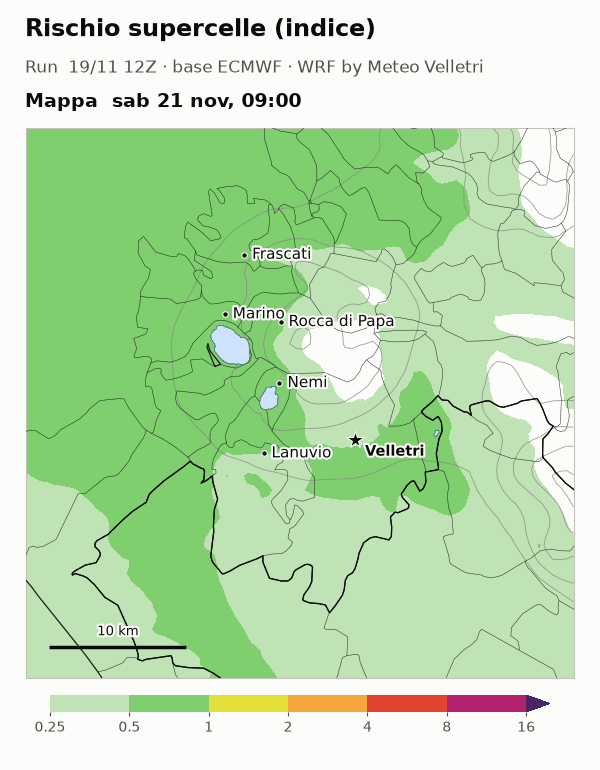 Rischio supercelle (indice)
Run 19/11 12Z · base ECMWF · WRF by Meteo Velletri
Mappa sab 21 nov, 09:00
Frascati
Marino
Rocca di Papa
Nemi
Velletri
Lanuvio
10 km
0.25 0.5 1 2 4 8 16